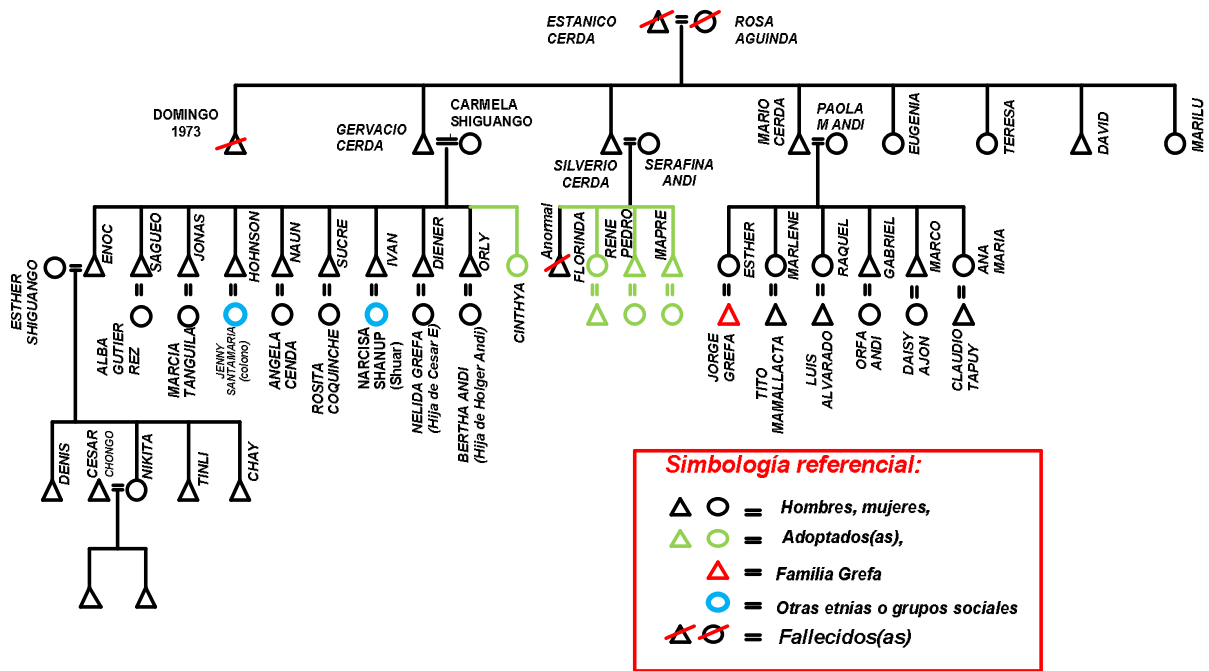 ESTANICO
CERDA
ROSA
AGUINDA
DOMINGO
1973
GERVACIO
CERDA
CARMELA
SHIGUANGO
SILVERIO
CERDA
SERAFINA
ANDI
MARIO
CERDA
PAOLA
M ANDI
EUGENIA
TERESA
DAVID
MARILU
ESTHER
SHIGUANGO
ENOC
SAGUEO
JONAS
HOHNSON
NAUN
SUCRE
IVAN
DIENER
ORLY
CINTHYA
Anormal
FLORINDA
RENE
PEDRO
MAPRE
ESTHER
MARLENE
RAQUEL
GABRIEL
MARCO
ANA
MARIA
ALBA
GUTIER
REZ
MARCIA
TANGUILA
JENNY
SANTAMARIA
(colono)
ANGELA
CENDA
ROSITA
COQUINCHE
NARCISA
SHANUP
(Shuar)
NELIDA GREFA
(Hija de Cesar E)
BERTHA ANDI
(Hija de Holger Andi)
JORGE
GREFA
TITO
MAMALLACTA
LUIS
ALVARADO
ORFA
ANDI
DAISY
AJON
CLAUDIO
TAPUY
DENIS
CESAR
CHONGO
NIKITA
TINLI
CHAY
Simbología referencial:
= Hombres, mujeres,
= Adoptados(as),
= Familia Grefa
= Otras etnias o grupos sociales
= Fallecidos(as)